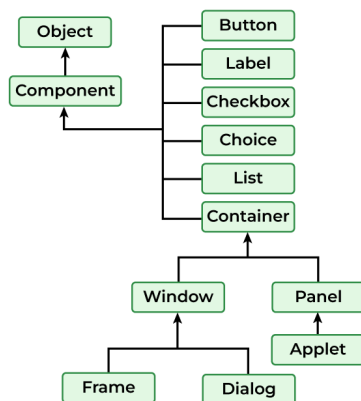 Object
Component
Button
Label
Checkbox
Choice
List
Container
Window
Panel
Applet
Frame
Dialog